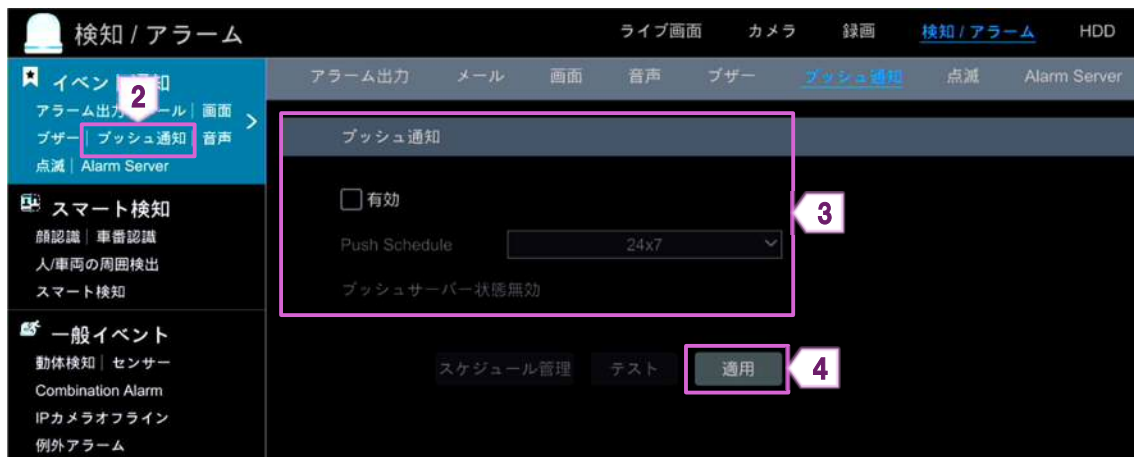 検知 / アラーム
ライブ画面 カメラ 録画 検知 / アラーム HDD
アラーム出力 メール 画面 音声 ブザー プッシュ通知 点滅 Alarm Server
イベント通知
2
アラーム出力 メール | 画面
ブザー | プッシュ通知 | 音声
点滅 | Alarm Server
スマート検知
顔認識 | 車番認識
人/車両の周囲検出
スマート検知
一般イベント
動体検知 | センサー
Combination Alarm
IPカメラオフライン
例外アラーム
プッシュ通知
有効
3
Push Schedule 24x7
プッシュサーバー状態無効
スケジュール管理 テスト 適用
4